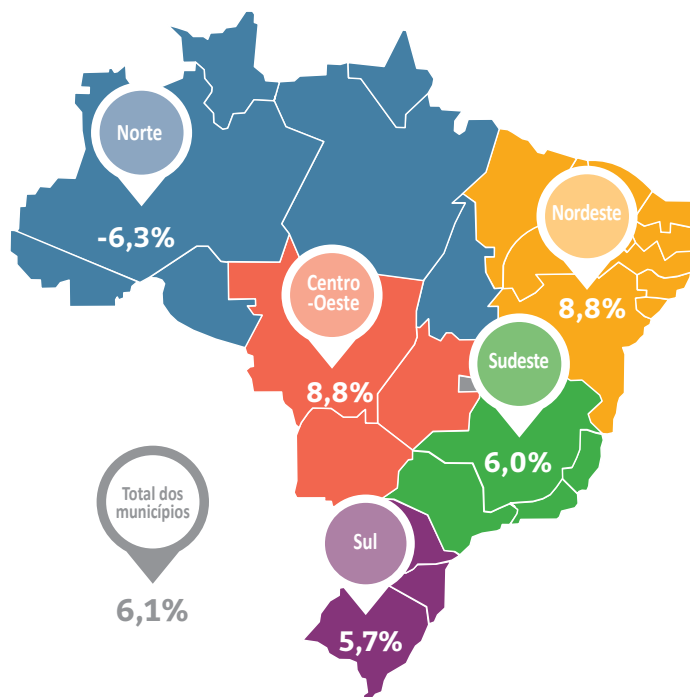 Norte
-6,3%
Nordeste
8,8%
Centro
-Oeste
8,8%
Sudeste
6,0%
Total dos
municípios
6,1%
Sul
5,7%